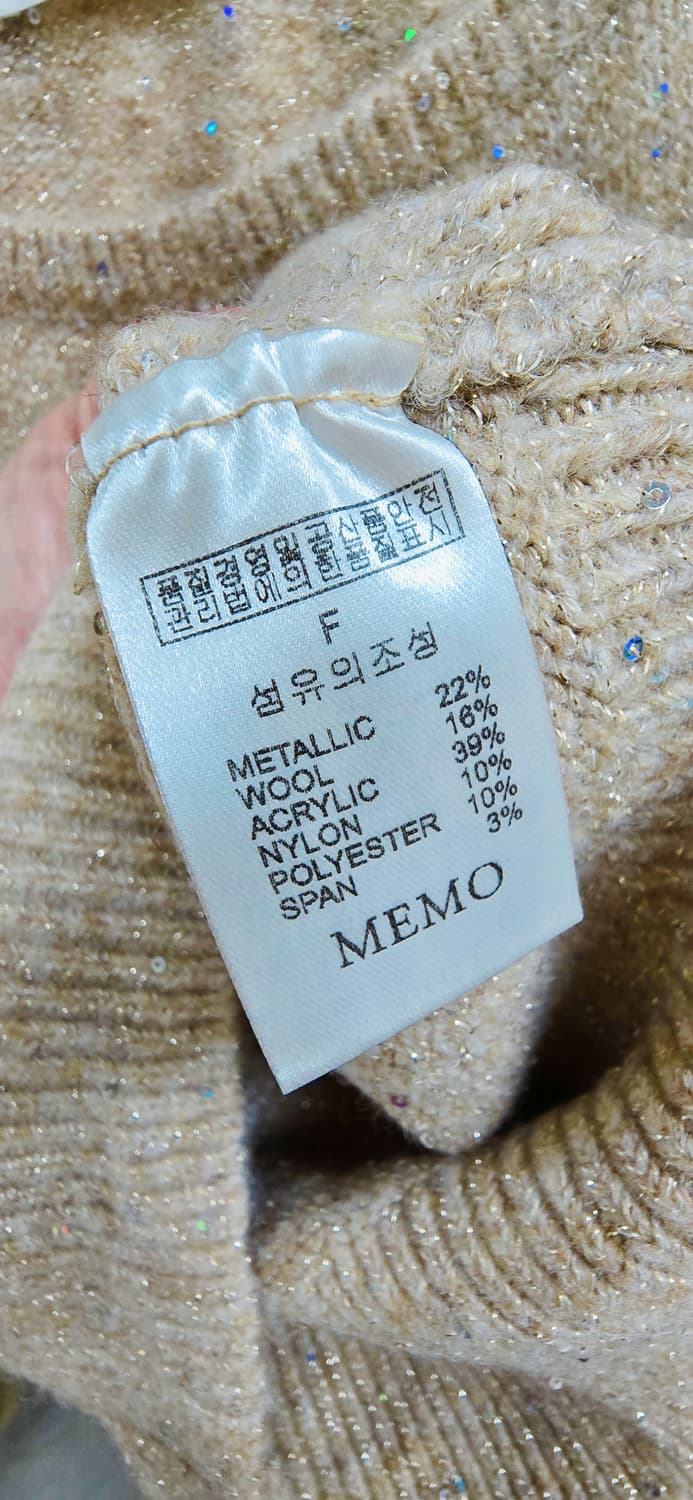 품질경영및공산품안전
관리법에의한품질표시
F
섬유의조성
METALLIC 22%
WOOL 16%
ACRYLIC 39%
NYLON 10%
POLYESTER 10%
SPAN 3%
MEMO